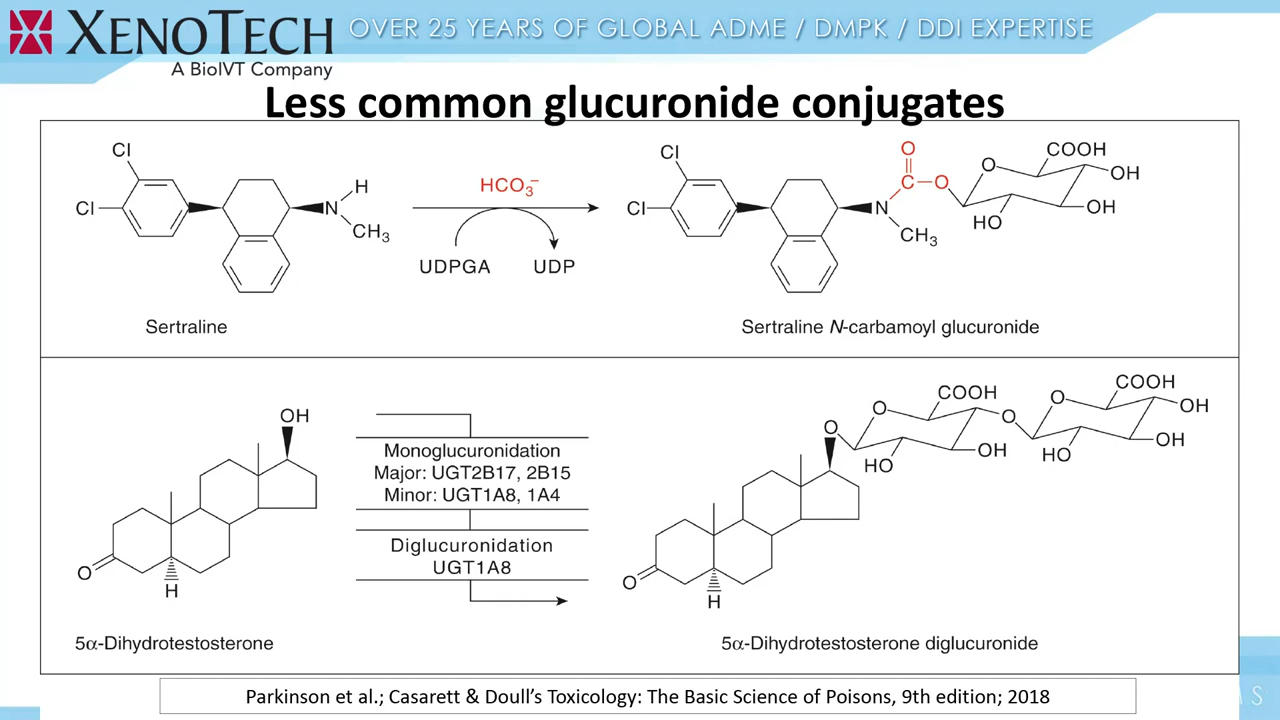 XENOTECH
A BioIVT Company
OVER 25 YEARS OF GLOBAL ADME / DMPK / DDI EXPERTISE
Less common glucuronide conjugates
Cl
Cl
H
N
CH₃
HCO₃⁻
UDPGA
UDP
Sertraline
Cl
Cl
N
CH₃
O
C
O
O
COOH
OH
OH
HO
Sertraline N-carbamoyl glucuronide
OH
O
H
5α-Dihydrotestosterone
Monoglucuronidation
Major: UGT2B17, 2B15
Minor: UGT1A8, 1A4
Diglucuronidation
UGT1A8
O
O
COOH
OH
HO
O
O
COOH
OH
OH
HO
O
H
5α-Dihydrotestosterone diglucuronide
Parkinson et al.; Casarett & Doull’s Toxicology: The Basic Science of Poisons, 9th edition; 2018